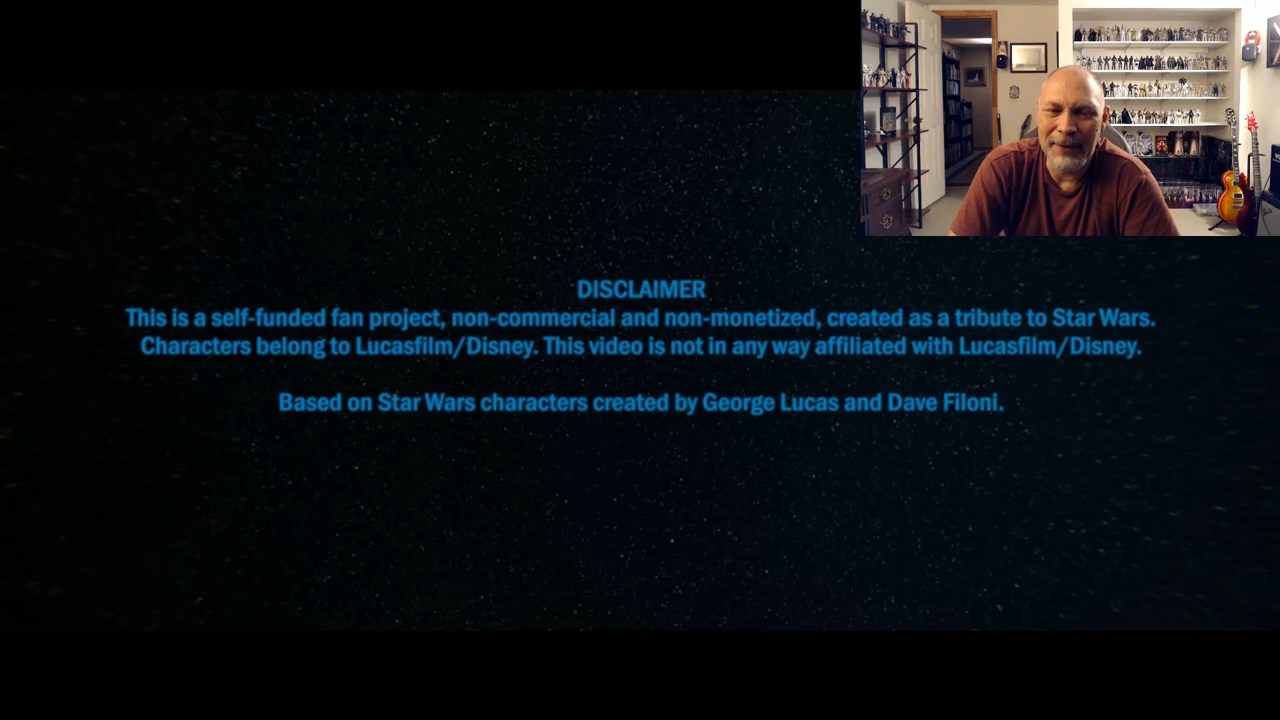 DISCLAIMER
This is a self-funded fan project, non-commercial and non-monetized, created as a tribute to Star Wars.
Characters belong to Lucasfilm/Disney. This video is not in any way affiliated with Lucasfilm/Disney.
Based on Star Wars characters created by George Lucas and Dave Filoni.